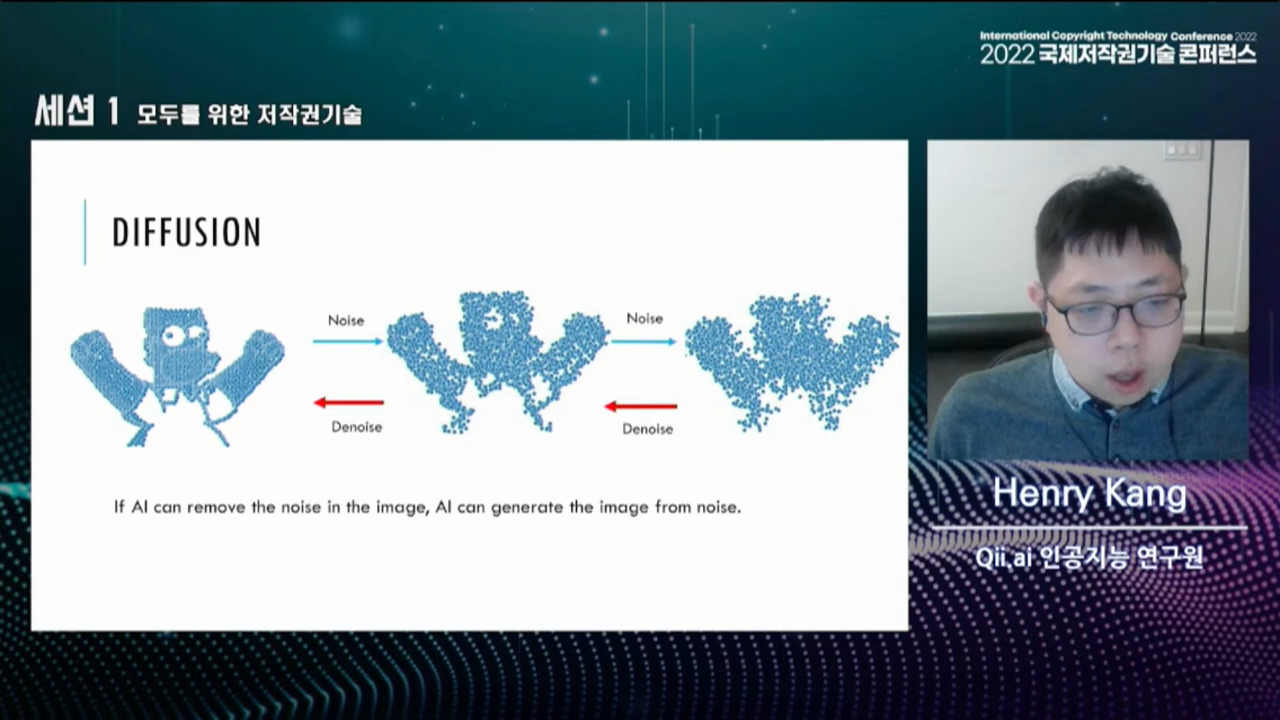 International Copyright Technology Conference 2022
2022 국제저작권기술 콘퍼런스
세션 1 모두를 위한 저작권기술
DIFFUSION
Noise
Noise
Denoise
Denoise
If AI can remove the noise in the image, AI can generate the image from noise.
Henry Kang
Qii.ai 인공지능 연구원